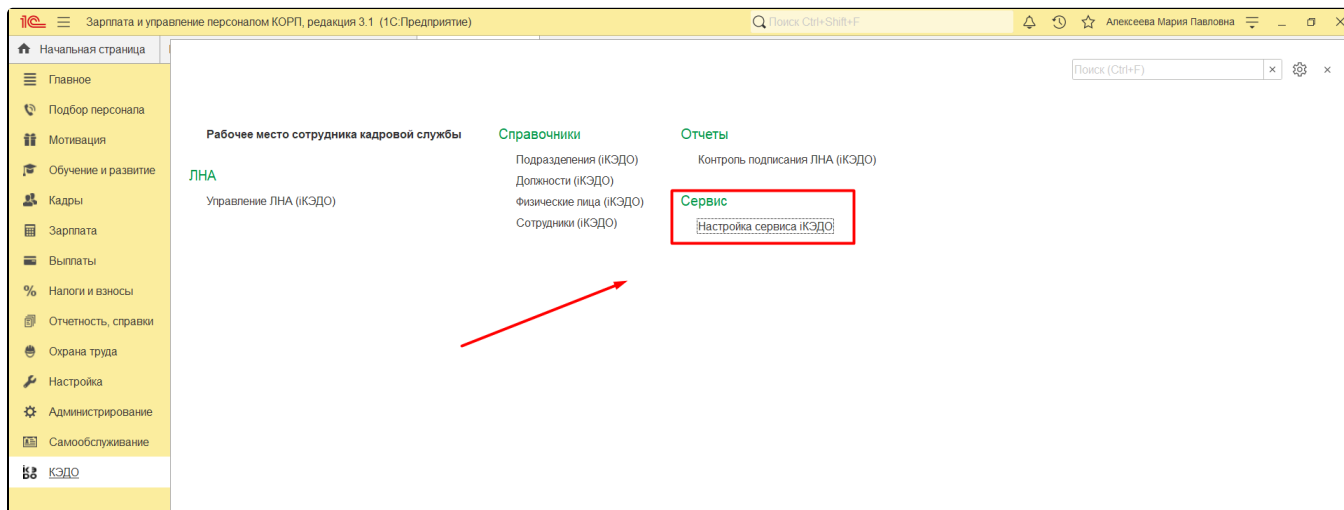 1С Зарплата и управление персоналом КОРП, редакция 3.1 (1С:Предприятие)
Поиск Ctrl+Shift+F
Алексеева Мария Павловна
Начальная страница
Поиск (Ctrl+F)
Главное
Подбор персонала
Мотивация
Обучение и развитие
Кадры
Зарплата
Выплаты
Налоги и взносы
Отчетность, справки
Охрана труда
Настройка
Администрирование
Самообслуживание
iКЭDO КЭДО
Рабочее место сотрудника кадровой службы
ЛНА
Управление ЛНА (iКЭДО)
Справочники
Подразделения (iКЭДО)
Должности (iКЭДО)
Физические лица (iКЭДО)
Сотрудники (iКЭДО)
Отчеты
Контроль подписания ЛНА (iКЭДО)
Сервис
Настройка сервиса iКЭДО